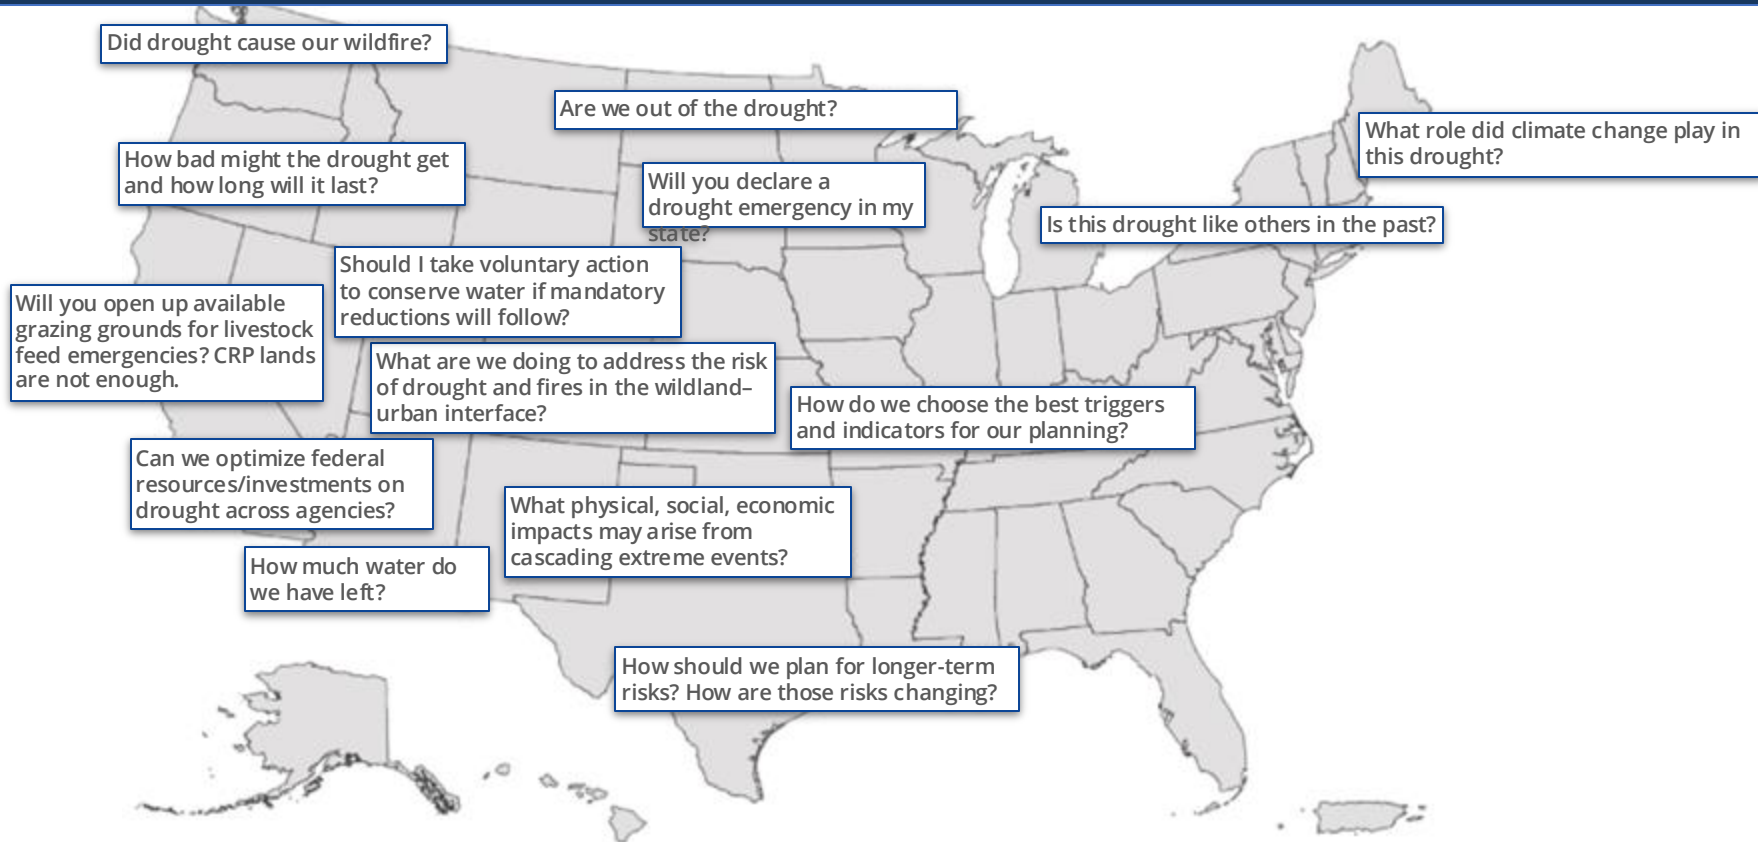 Did drought cause our wildfire?
Are we out of the drought?
What role did climate change play in
this drought?
How bad might the drought get
and how long will it last?
Will you declare a
drought emergency in my
state?
Is this drought like others in the past?
Should I take voluntary action
to conserve water if mandatory
reductions will follow?
Will you open up available
grazing grounds for livestock
feed emergencies? CRP lands
are not enough.
What are we doing to address the risk
of drought and fires in the wildland–
urban interface?
How do we choose the best triggers
and indicators for our planning?
Can we optimize federal
resources/investments on
drought across agencies?
What physical, social, economic
impacts may arise from
cascading extreme events?
How much water do
we have left?
How should we plan for longer-term
risks? How are those risks changing?